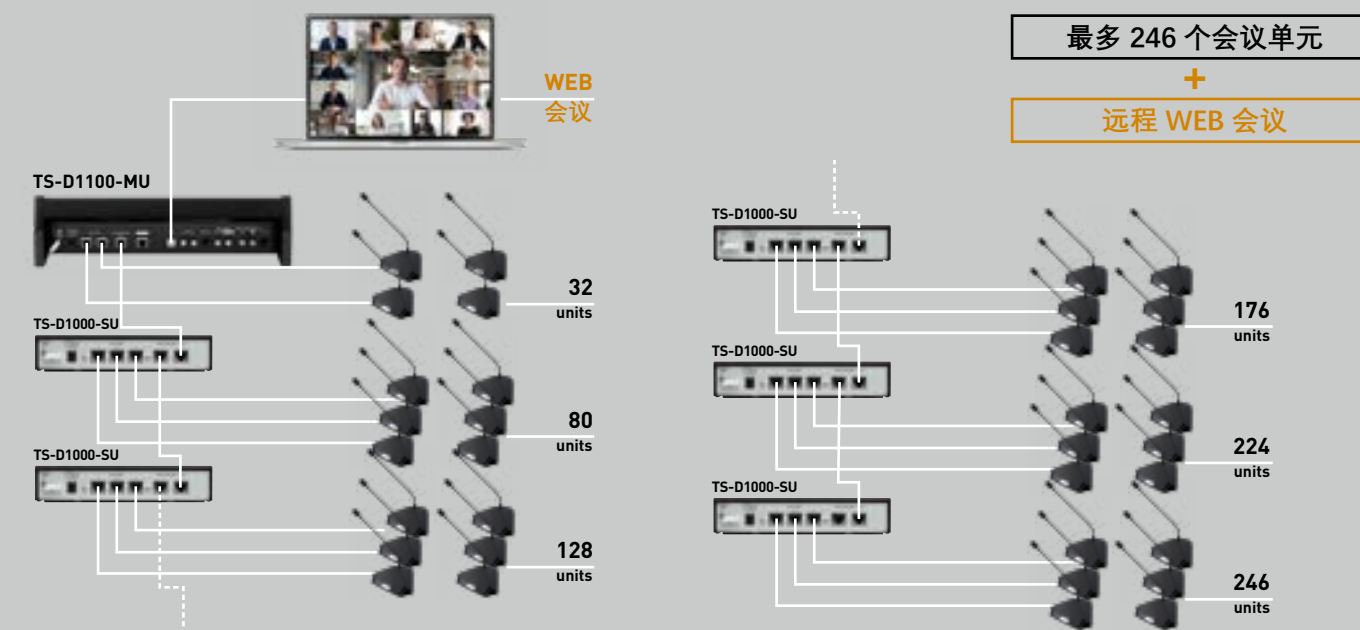 WEB
会议
TS-D1100-MU
32
units
TS-D1000-SU
80
units
TS-D1000-SU
128
units
最多 246 个会议单元
+
远程 WEB 会议
TS-D1000-SU
176
units
TS-D1000-SU
224
units
TS-D1000-SU
246
units